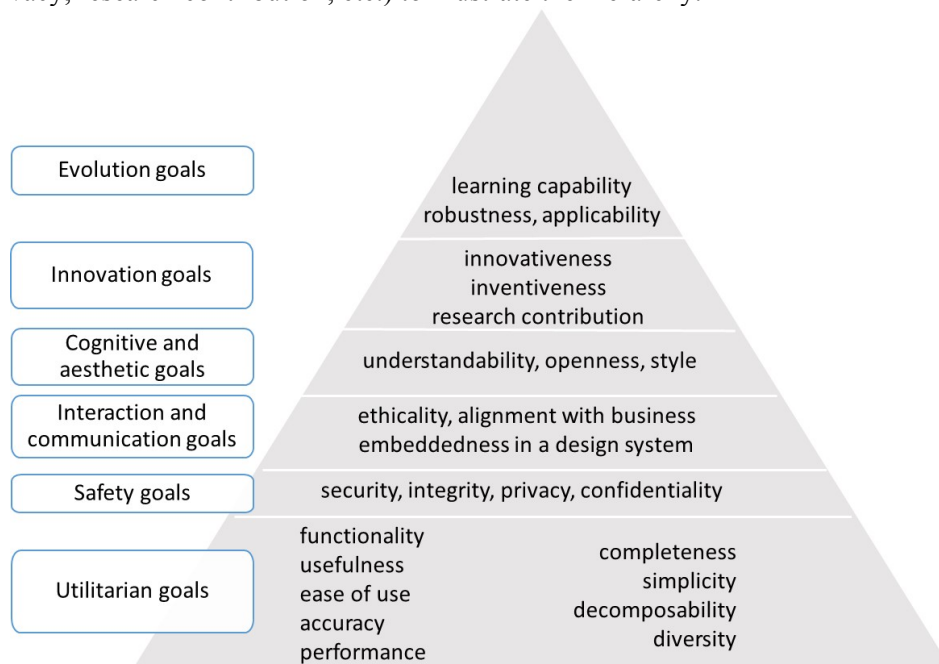 Evolution goals
learning capability
robustness, applicability
Innovation goals
innovativeness
inventiveness
research contribution
Cognitive and
aesthetic goals
understandability, openness, style
Interaction and
communication goals
ethicality, alignment with business
embeddedness in a design system
Safety goals
security, integrity, privacy, confidentiality
Utilitarian goals
functionality
usefulness
ease of use
accuracy
performance
completeness
simplicity
decomposability
diversity